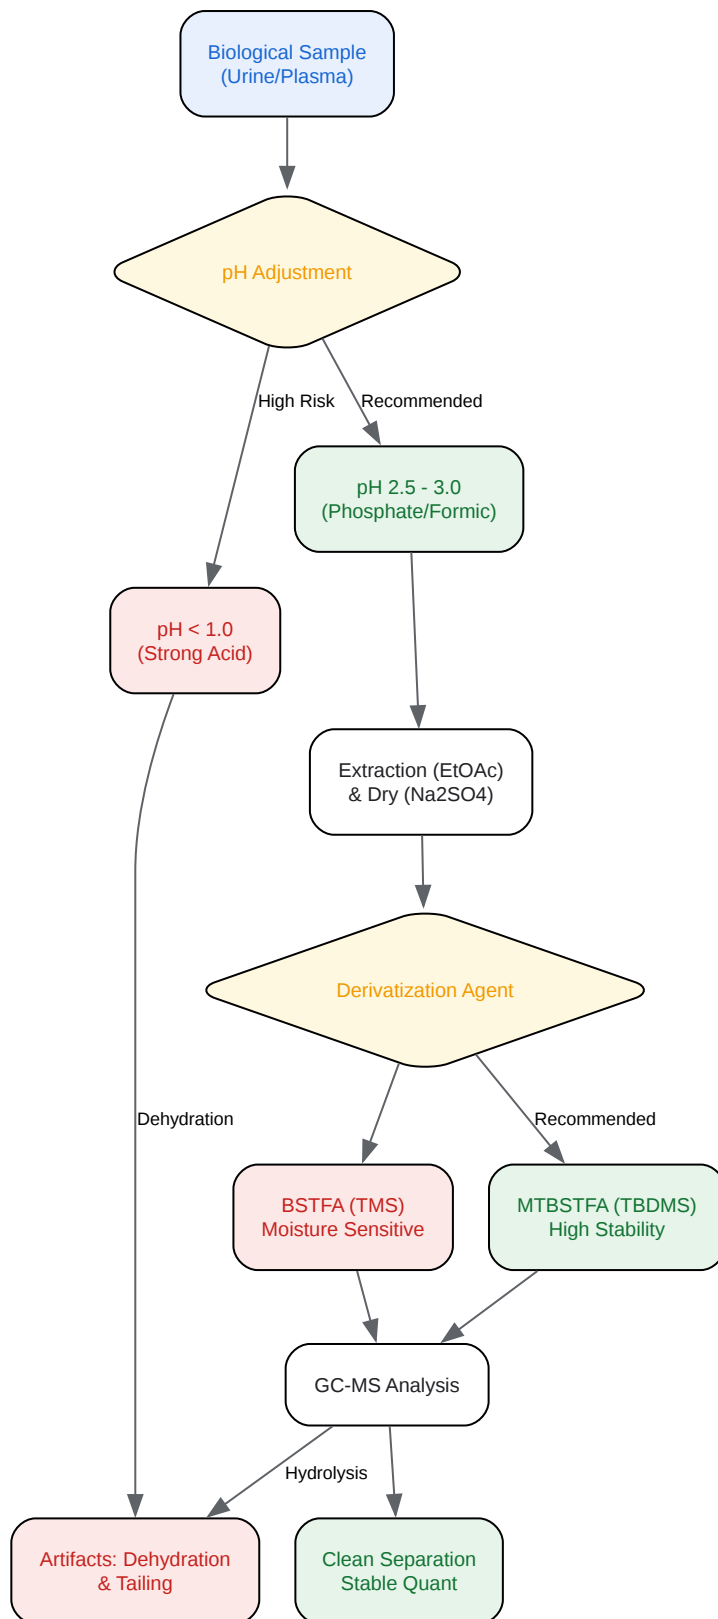 Biological Sample
(Urine/Plasma)
pH Adjustment
High Risk
Recommended
pH 2.5 - 3.0
(Phosphate/Formic)
pH < 1.0
(Strong Acid)
Extraction (EtOAc)
& Dry (Na2SO4)
Derivatization Agent
Dehydration
Recommended
BSTFA (TMS)
Moisture Sensitive
MTBSTFA (TBDMS)
High Stability
GC-MS Analysis
Hydrolysis
Artifacts: Dehydration
& Tailing
Clean Separation
Stable Quant